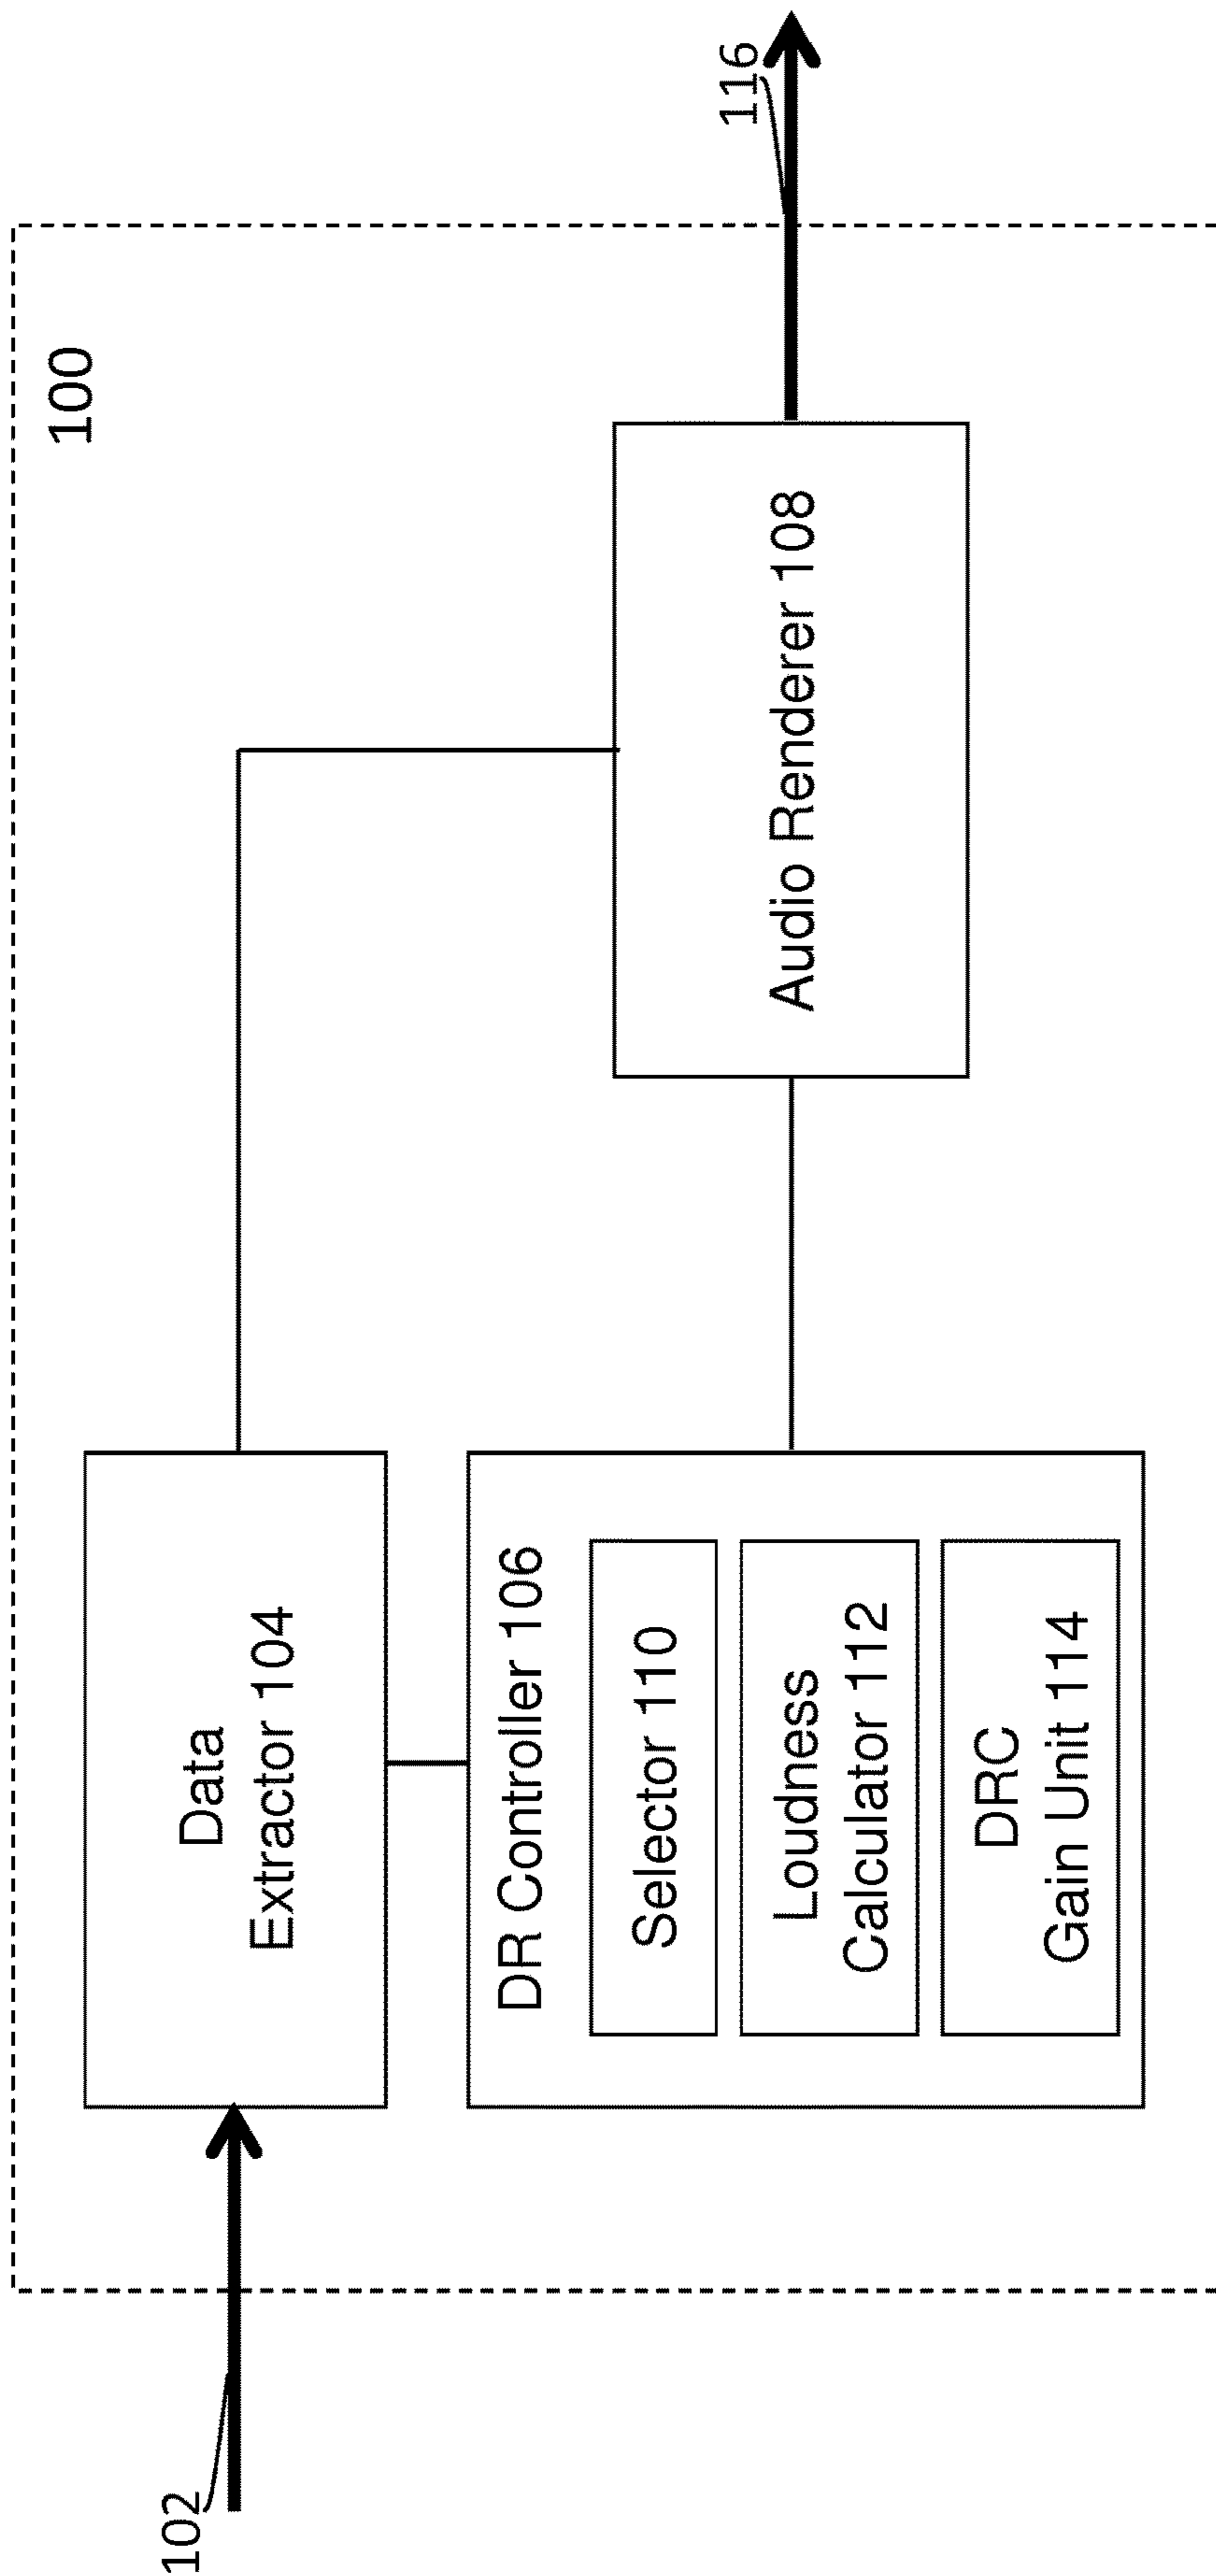 100
102
Data
Extractor 104
DR Controller 106
Selector 110
Loudness
Calculator 112
DRC
Gain Unit 114
Audio Renderer 108
116